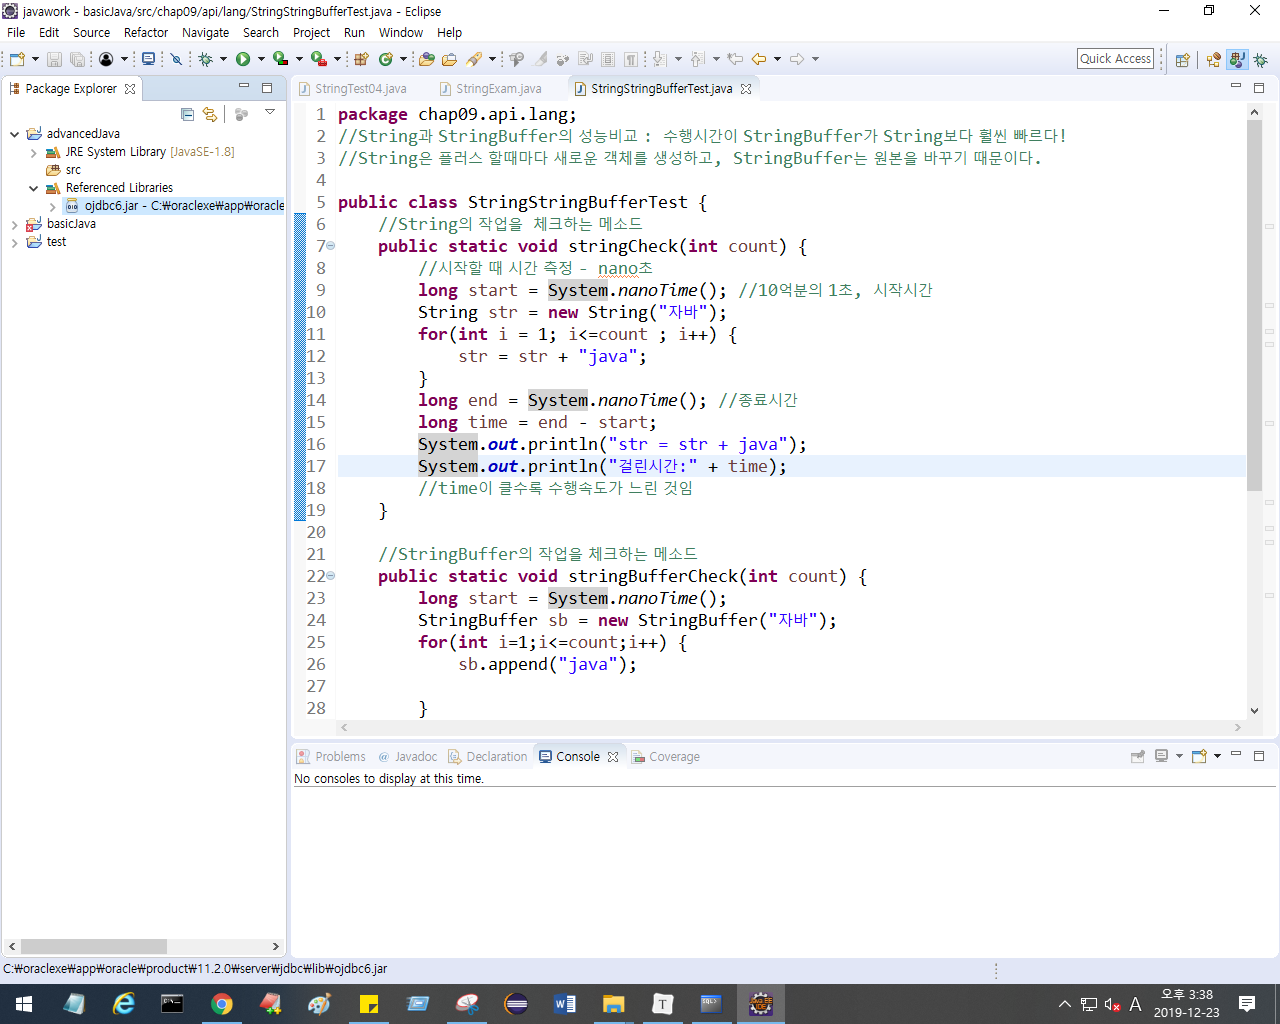 javawork - basicJava/src/chap09/api/lang/StringStringBufferTest.java - Eclipse
File Edit Source Refactor Navigate Search Project Run Window Help
Quick Access
Package Explorer
StringTest04.java StringExam.java StringStringBufferTest.java
advancedJava
JRE System Library [JavaSE-1.8]
src
Referenced Libraries
ojdbc6.jar - C:₩oraclexe₩app₩oracle
basicJava
test
1 package chap09.api.lang;
2 //String과 StringBuffer의 성능비교 : 수행시간이 StringBuffer가 String보다 훨씬 빠르다!
3 //String은 플러스 할때마다 새로운 객체를 생성하고, StringBuffer는 원본을 바꾸기 때문이다.
4
5 public class StringStringBufferTest {
6 //String의 작업을 체크하는 메소드
7 public static void stringCheck(int count) {
8 //시작할 때 시간 측정 - nano초
9 long start = System.nanoTime(); //10억분의 1초, 시작시간
10 String str = new String("자바");
11 for(int i = 1; i<=count ; i++) {
12 str = str + "java";
13 }
14 long end = System.nanoTime(); //종료시간
15 long time = end - start;
16 System.out.println("str = str + java");
17 System.out.println("걸린시간:" + time);
18 //time이 클수록 수행속도가 느린 것임
19 }
20
21 //StringBuffer의 작업을 체크하는 메소드
22 public static void stringBufferCheck(int count) {
23 long start = System.nanoTime();
24 StringBuffer sb = new StringBuffer("자바");
25 for(int i=1;i<=count;i++) {
26 sb.append("java");
27
28 }
Problems Javadoc Declaration Console Coverage
No consoles to display at this time.
C:₩oraclexe₩app₩oracle₩product₩11.2.0₩server₩jdbc₩lib₩ojdbc6.jar
A
오후 3:38
2019-12-23